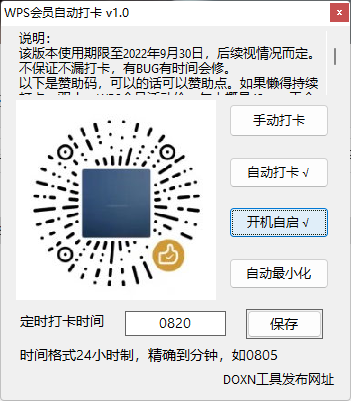 WPS会员自动打卡 v1.0
说明：
该版本使用期限至2022年9月30日，后续视情况而定。
不保证不漏打卡，有BUG有时间会修。
以下是赞助码，可以的话可以赞助点。如果懒得持续
手动打卡
自动打卡 √
开机自启 √
自动最小化
定时打卡时间
0820
保存
时间格式24小时制，精确到分钟，如0805
DOXN工具发布网址